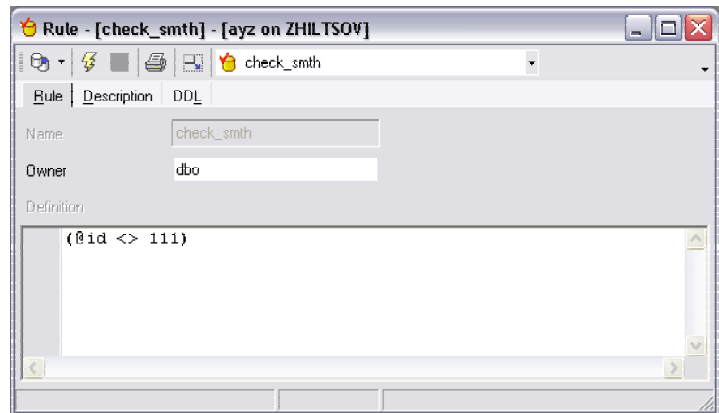 Rule - [check_smth] - [ayz on ZHILTSOV]
check_smth
Rule Description DDL
Name check_smth
Owner dbo
Definition
(@id <> 111)